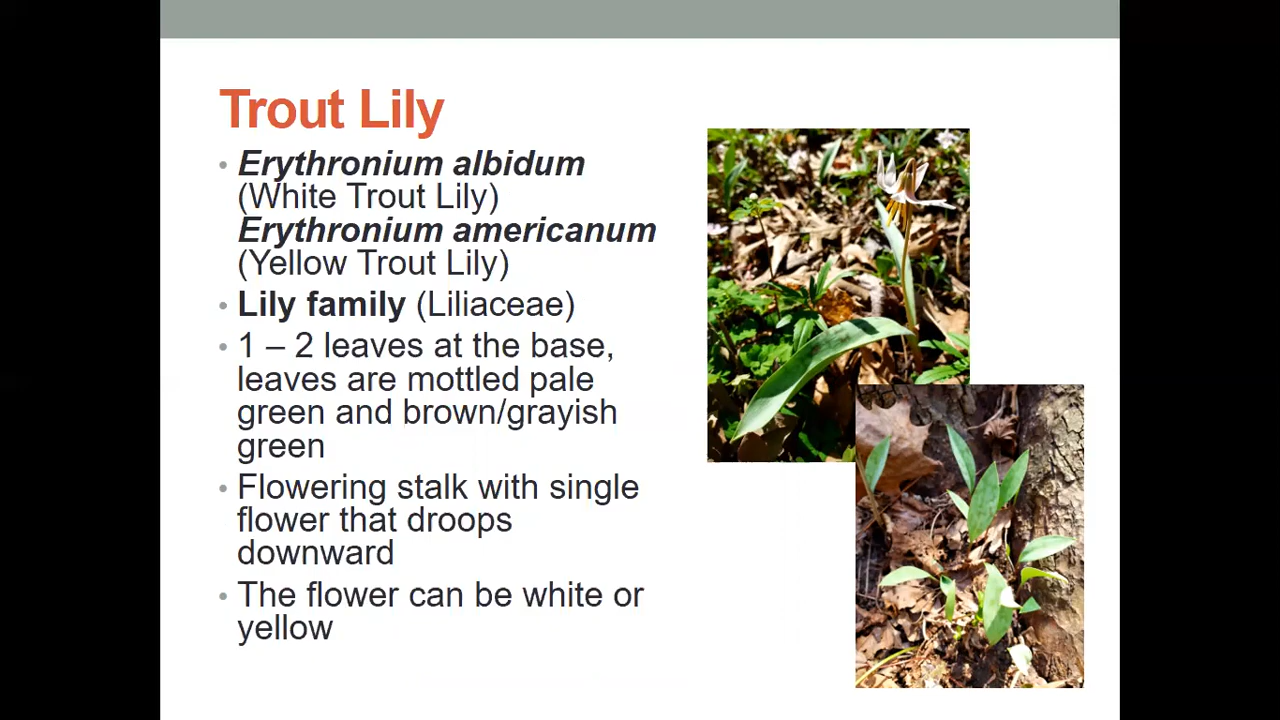 Trout Lily
• Erythronium albidum
(White Trout Lily)
Erythronium americanum
(Yellow Trout Lily)
• Lily family (Liliaceae)
• 1 – 2 leaves at the base,
leaves are mottled pale
green and brown/grayish
green
• Flowering stalk with single
flower that droops
downward
• The flower can be white or
yellow